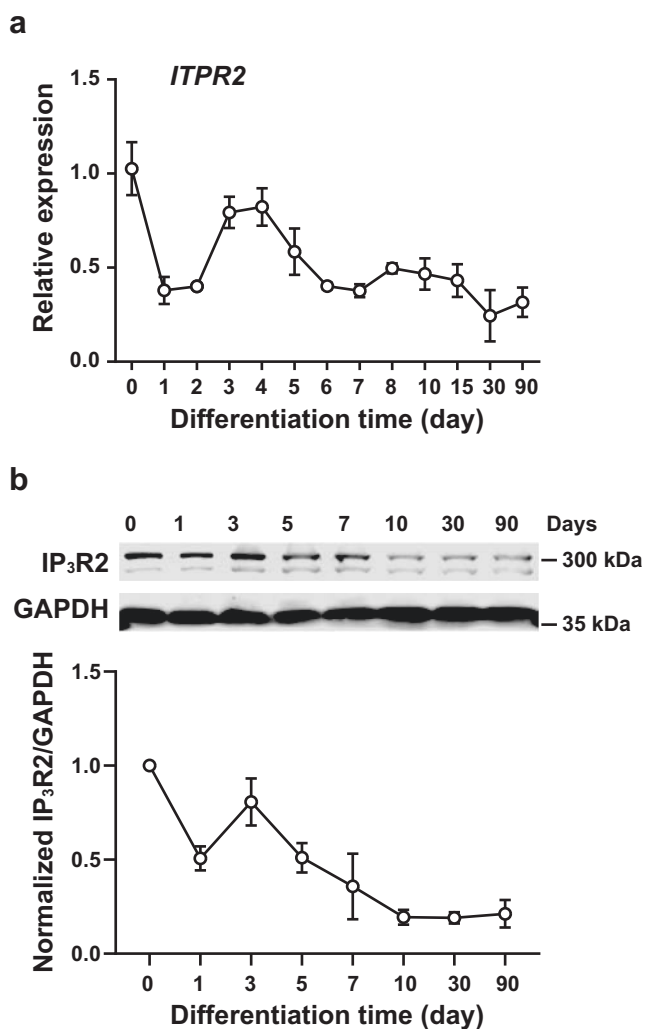 a
ITPR2
1.5
1.0
0.5
0.0
Relative expression
0 1 2 3 4 5 6 7 8 10 15 30 90
Differentiation time (day)
b
0 1 3 5 7 10 30 90 Days
IP₃R2
300 kDa
GAPDH
35 kDa
1.5
1.0
0.5
0.0
Normalized IP₃R2/GAPDH
0 1 3 5 7 10 30 90
Differentiation time (day)